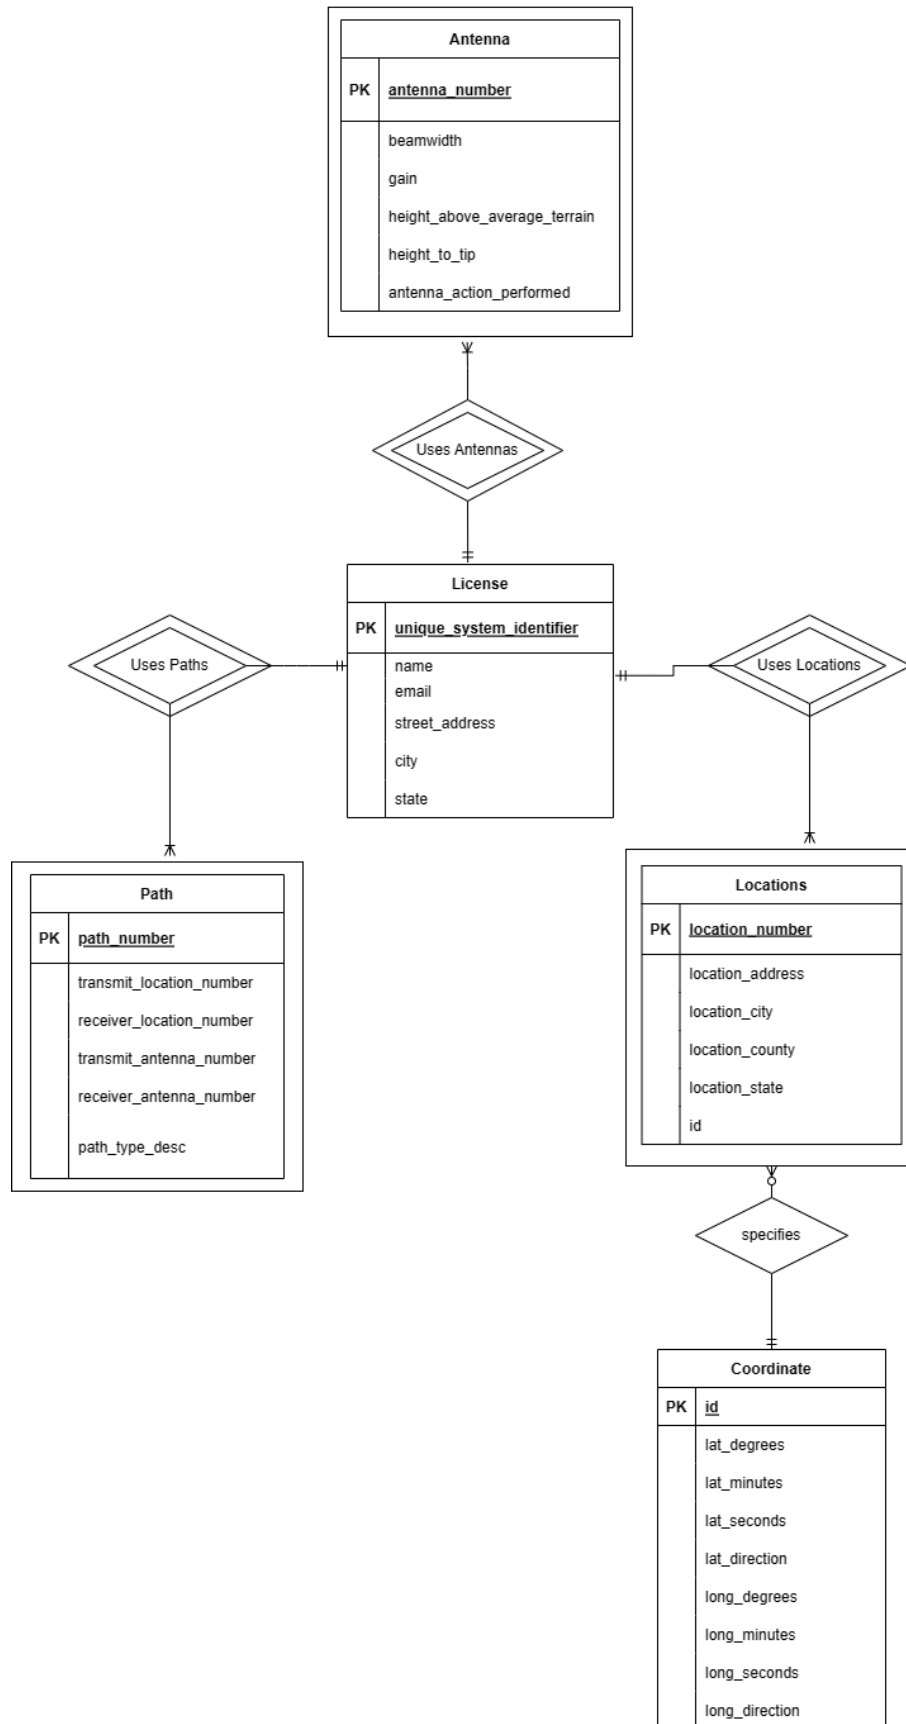 Antenna
PK antenna_number
beamwidth
gain
height_above_average_terrain
height_to_tip
antenna_action_performed
Uses Antennas
License
PK unique_system_identifier
name
email
street_address
city
state
Uses Paths
Uses Locations
Path
PK path_number
transmit_location_number
receiver_location_number
transmit_antenna_number
receiver_antenna_number
path_type_desc
Locations
PK location_number
location_address
location_city
location_county
location_state
id
specifies
Coordinate
PK id
lat_degrees
lat_minutes
lat_seconds
lat_direction
long_degrees
long_minutes
long_seconds
long_direction